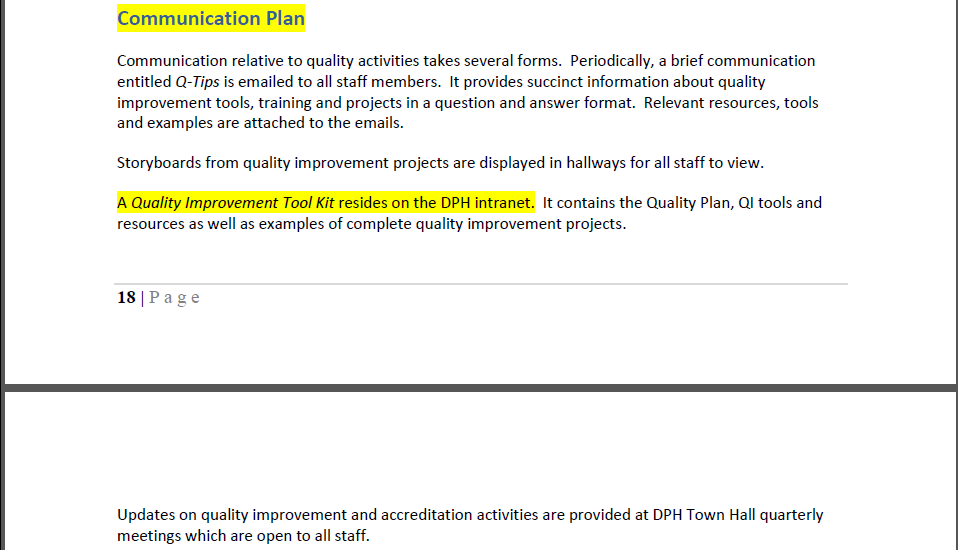 Communication Plan
Communication relative to quality activities takes several forms.  Periodically, a brief communication
entitled Q-Tips is emailed to all staff members.  It provides succinct information about quality
improvement tools, training and projects in a question and answer format.  Relevant resources, tools
and examples are attached to the emails.
Storyboards from quality improvement projects are displayed in hallways for all staff to view.
A Quality Improvement Tool Kit resides on the DPH intranet.  It contains the Quality Plan, QI tools and
resources as well as examples of complete quality improvement projects.
18 | P a g e
Updates on quality improvement and accreditation activities are provided at DPH Town Hall quarterly
meetings which are open to all staff.